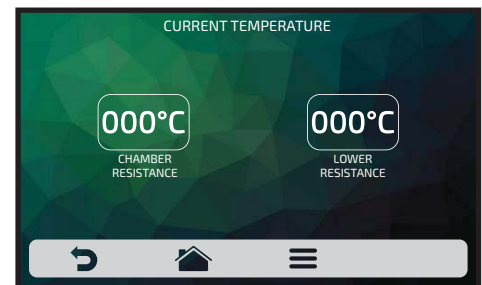 CURRENT TEMPERATURE
000°C
CHAMBER
RESISTANCE
000°C
LOWER
RESISTANCE